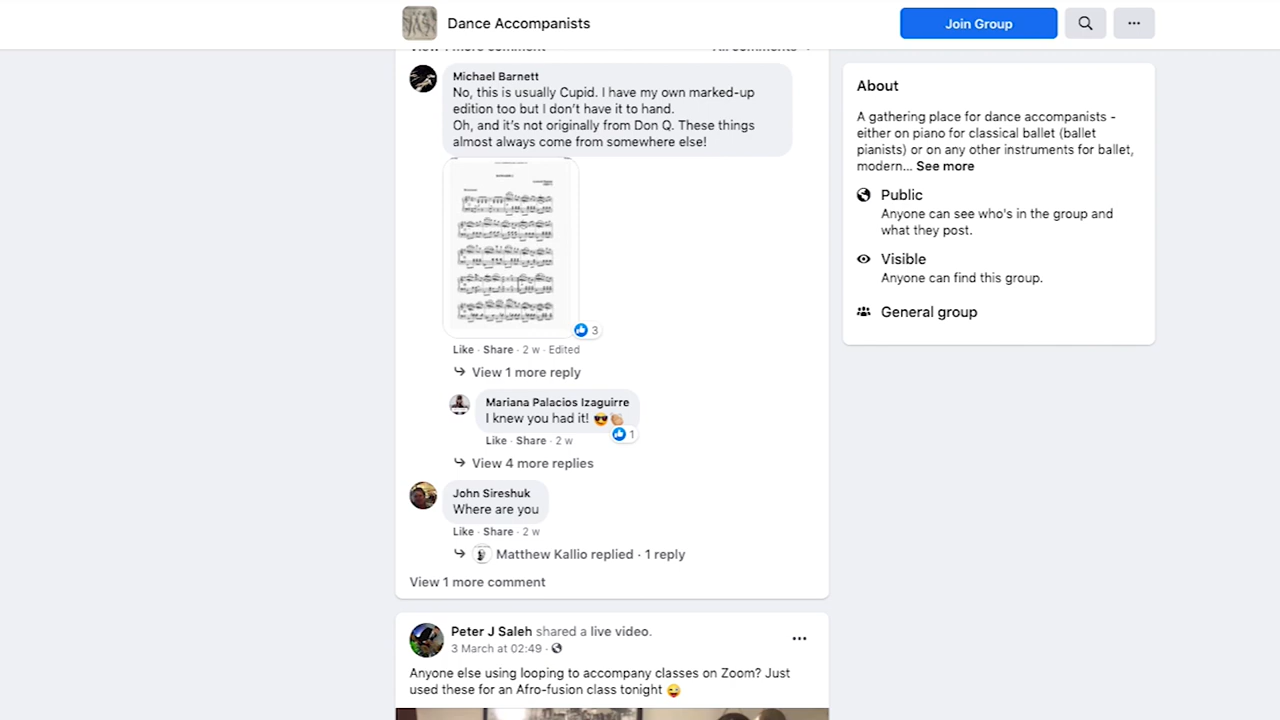 Dance Accompanists
Join Group
View 1 more comment
All comments
Michael Barnett
No, this is usually Cupid. I have my own marked-up
edition too but I don't have it to hand.
Oh, and it's not originally from Don Q. These things
almost always come from somewhere else!
3
Like · Share · 2 w · Edited
View 1 more reply
Mariana Palacios Izaguirre
I knew you had it! 😎👏🏼
1
Like · Share · 2 w
View 4 more replies
John Sireshuk
Where are you
Like · Share · 2 w
Matthew Kallio replied · 1 reply
View 1 more comment
Peter J Saleh shared a live video.
3 March at 02:49 ·
Anyone else using looping to accompany classes on Zoom? Just
used these for an Afro-fusion class tonight 😜
About
A gathering place for dance accompanists -
either on piano for classical ballet (ballet
pianists) or on any other instruments for ballet,
modern... See more
Public
Anyone can see who's in the group and
what they post.
Visible
Anyone can find this group.
General group